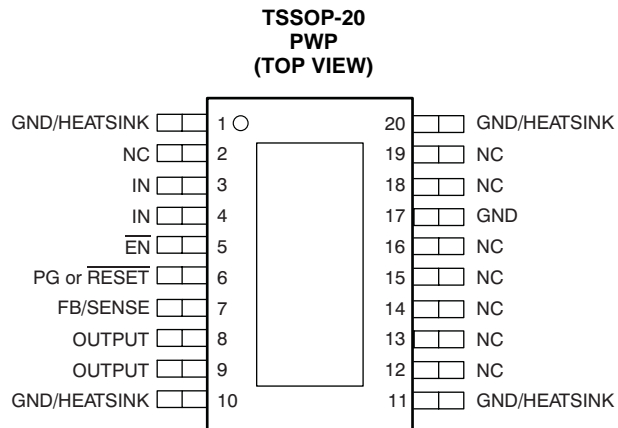 TSSOP-20
PWP
(TOP VIEW)
GND/HEATSINK 1 20 GND/HEATSINK
NC 2 19 NC
IN 3 18 NC
IN 4 17 GND
EN 5 16 NC
PG or RESET 6 15 NC
FB/SENSE 7 14 NC
OUTPUT 8 13 NC
OUTPUT 9 12 NC
GND/HEATSINK 10 11 GND/HEATSINK